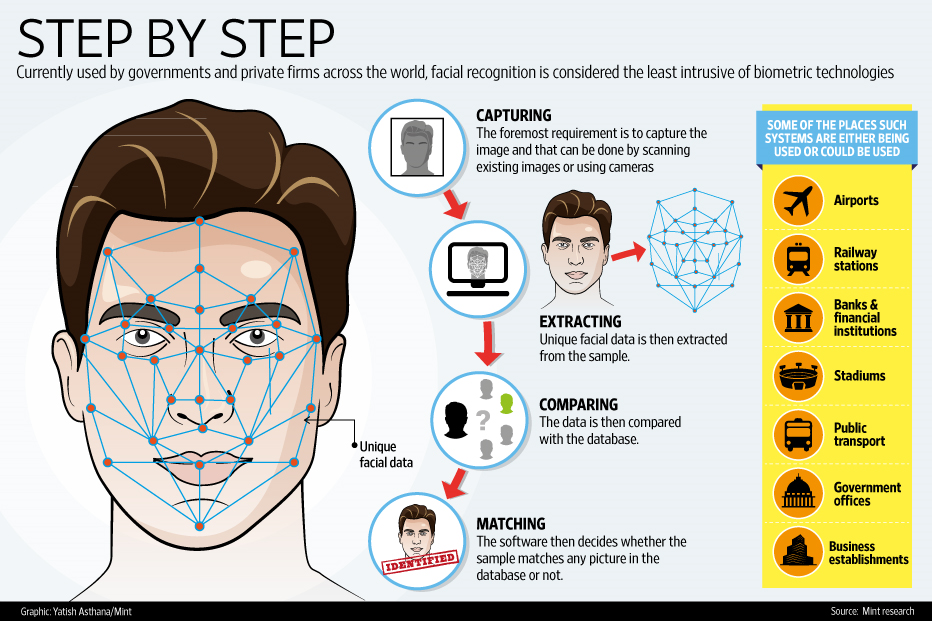 STEP BY STEP
Currently used by governments and private firms across the world, facial recognition is considered the least intrusive of biometric technologies
CAPTURING
The foremost requirement is to capture the
image and that can be done by scanning
existing images or using cameras
EXTRACTING
Unique facial data is then extracted
from the sample.
?
COMPARING
The data is then compared
with the database.
Unique
facial data
IDENTIFIED
MATCHING
The software then decides whether the
sample matches any picture in the
database or not.
SOME OF THE PLACES SUCH
SYSTEMS ARE EITHER BEING
USED OR COULD BE USED
Airports
Railway
stations
Banks &
financial
institutions
Stadiums
Public
transport
Government
offices
Business
establishments
Graphic: Yatish Asthana/Mint
Source: Mint research